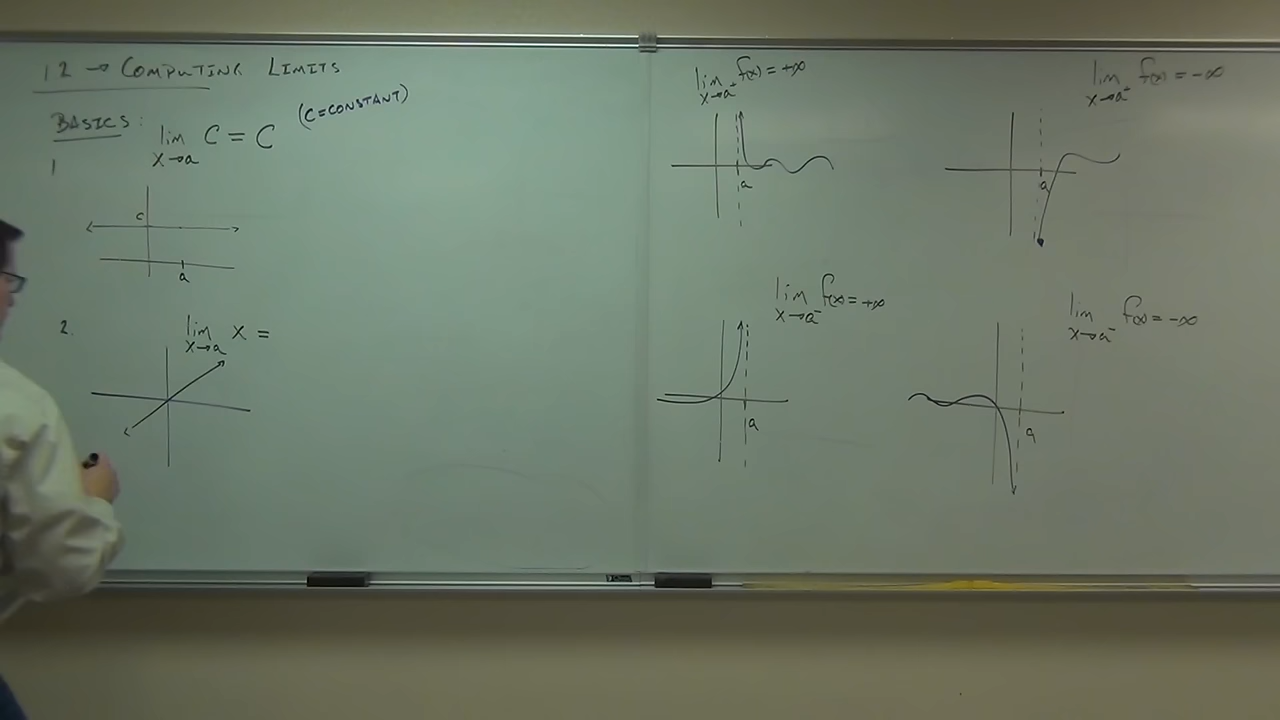 1 2 → COMPUTING LIMITS
BASICS:
(C=CONSTANT)
1
lim C = C
x→a
c
a
2.
lim x =
x→a
lim f(x) = +∞
x→a⁺
a
lim f(x) = -∞
x→a⁺
a
lim f(x) = +∞
x→a⁻
a
lim f(x) = -∞
x→a⁻
a